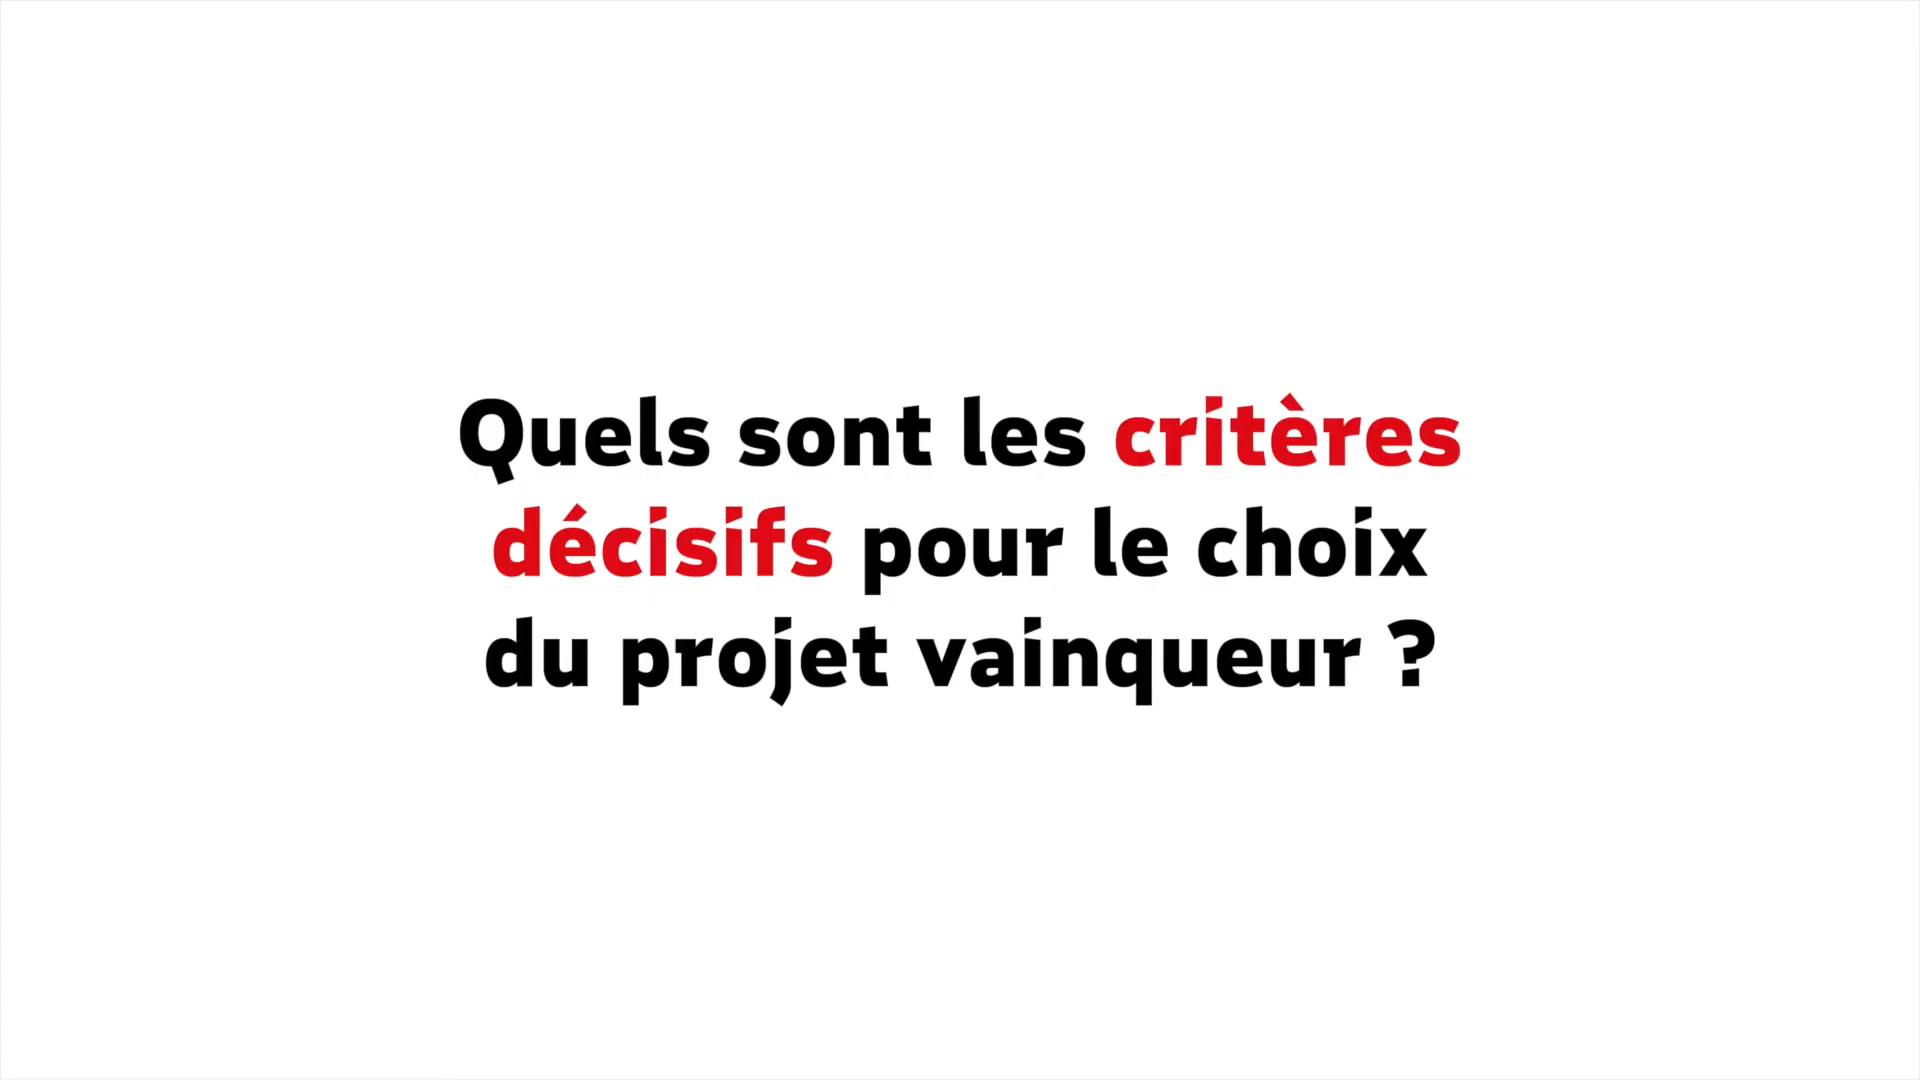 Quels sont les critères
décisifs pour le choix
du projet vainqueur ?